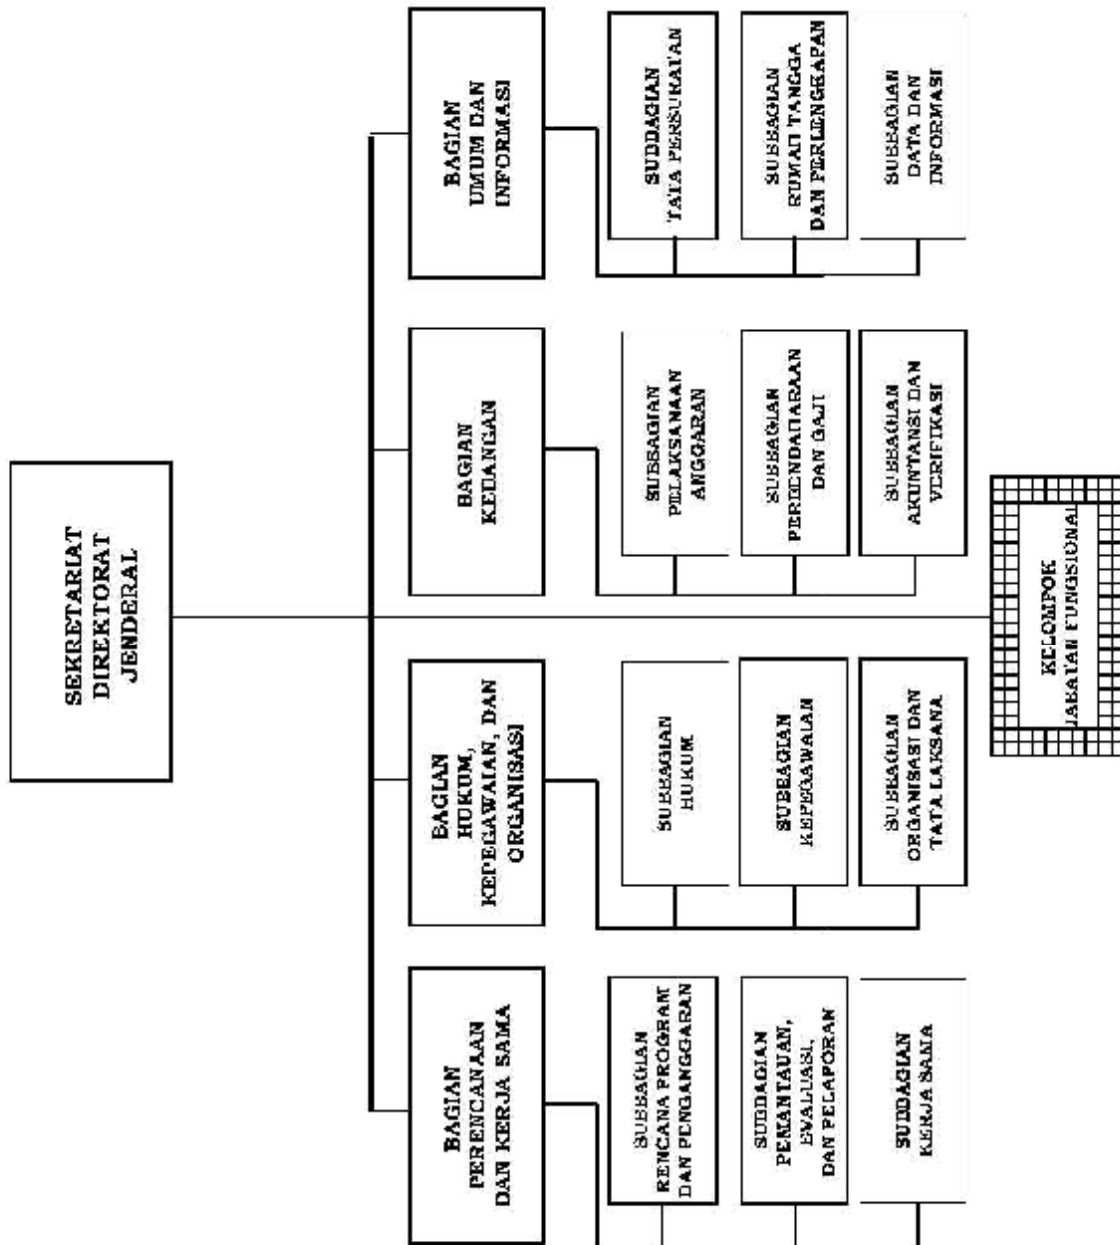 SEKRETARIAT
DIREKTORAT
JENDERAL
BAGIAN
PERENCANAAN
DAN KERJA SAMA
BAGIAN
HUKUM,
KEPEGAWAIAN, DAN
ORGANISASI
BAGIAN
KEUANGAN
BAGIAN
UMUM DAN
INFORMASI
SUBBAGIAN
RENCANA PROGRAM
DAN PENGANGGARAN
SUBBAGIAN
HUKUM
SUBBAGIAN
PELAKSANAAN
ANGGARAN
SUBBAGIAN
TATA PERSURATAN
SUBBAGIAN
PEMANTAUAN,
EVALUASI,
DAN PELAPORAN
SUBBAGIAN
KEPEGAWAIAN
SUBBAGIAN
PERBENDAHARAAN
DAN GAJI
SUBBAGIAN
RUMAH TANGGA
DAN PERLENGKAPAN
SUBBAGIAN
KERJA SAMA
SUBBAGIAN
ORGANISASI DAN
TATA LAKSANA
SUBBAGIAN
AKUNTANSI DAN
VERIFIKASI
SUBBAGIAN
DATA DAN
INFORMASI
KELOMPOK
JABATAN FUNGSIONAL